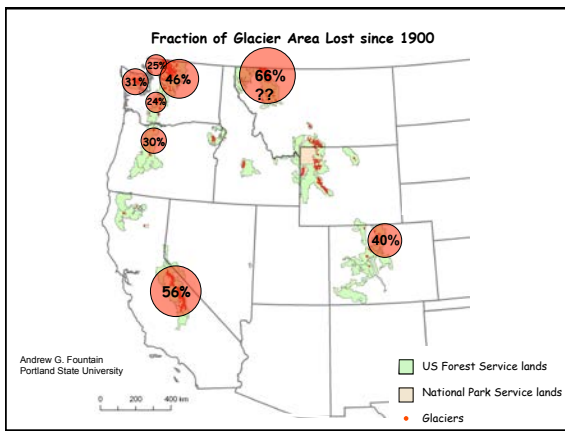 Fraction of Glacier Area Lost since 1900
25%
31%
46%
66%
??
24%
30%
40%
56%
Andrew G. Fountain
Portland State University
US Forest Service lands
National Park Service lands
Glaciers
0 200 400 km